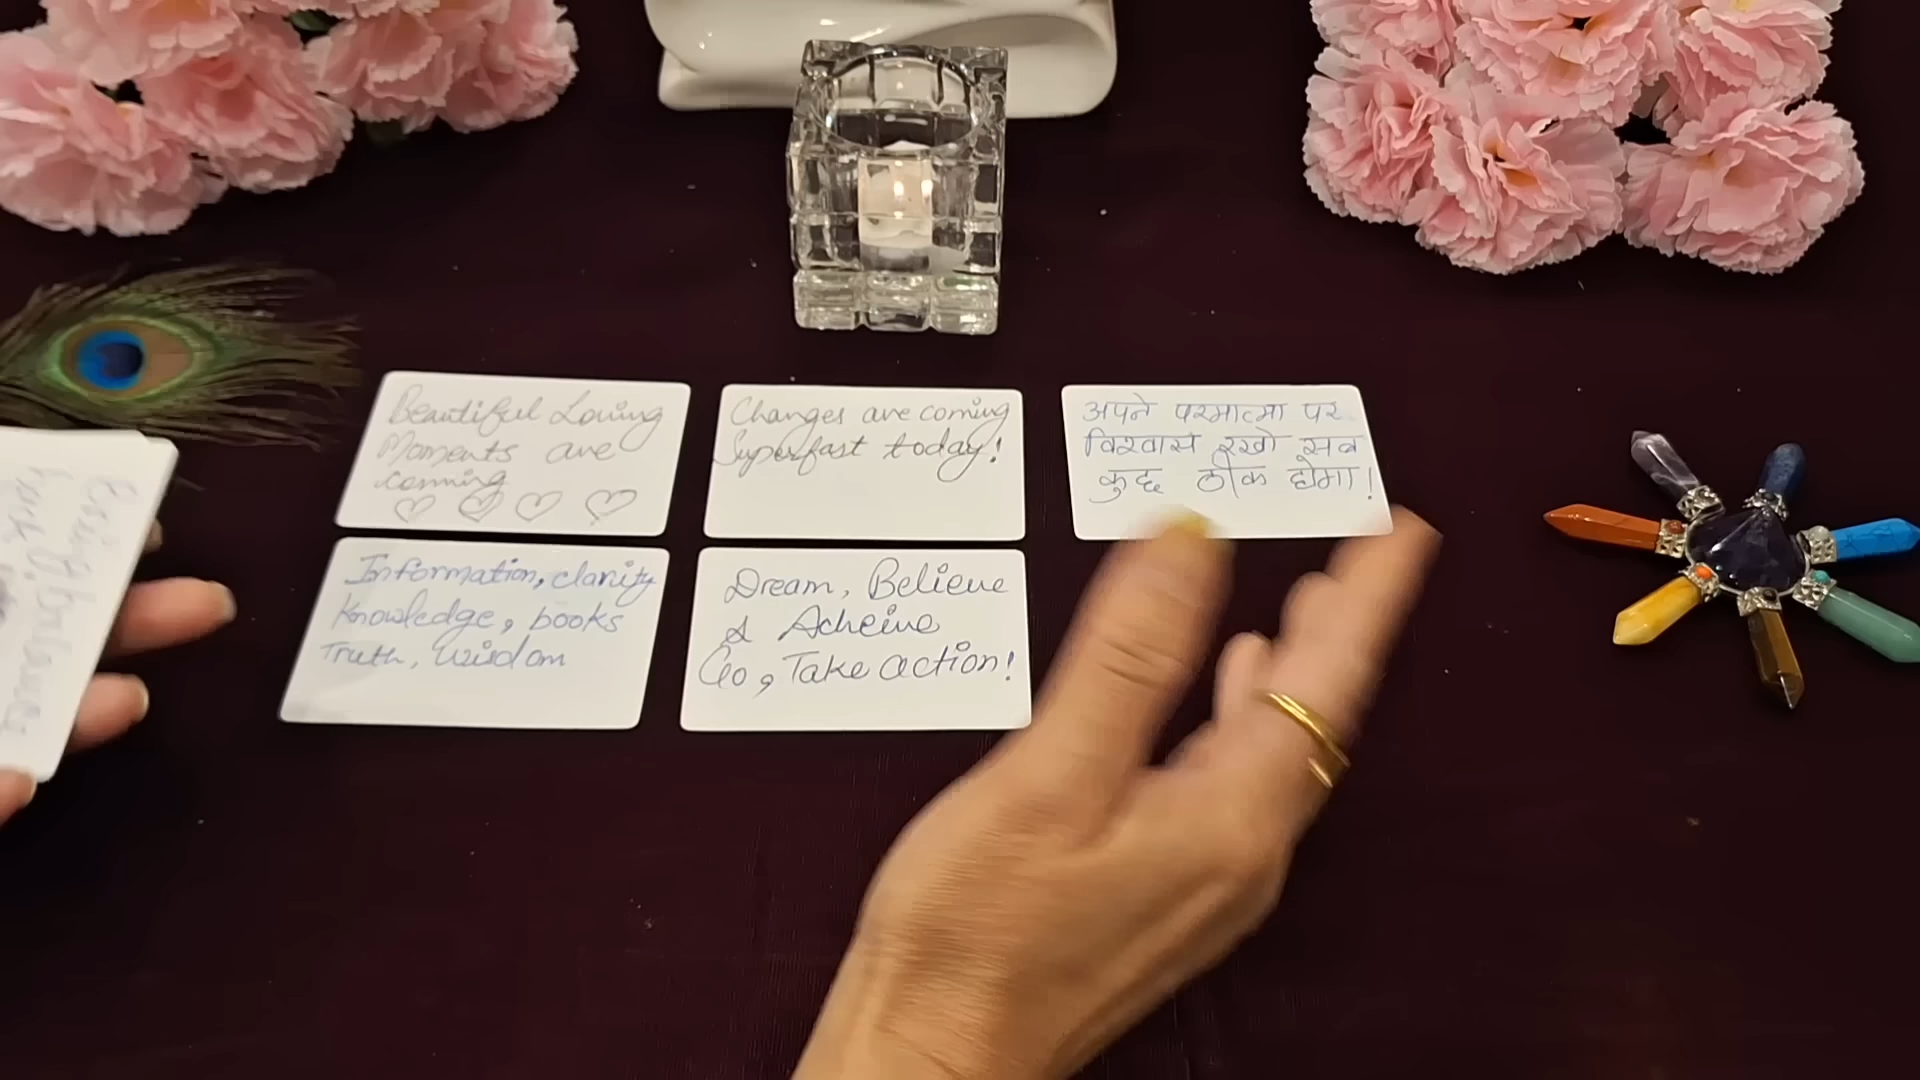 Beautiful Loving
Moments are
coming
Changes are coming
Superfast today!
अपने परमात्मा पर
विश्वास रखो सब
कुछ ठीक होगा!
Information, clarity
Knowledge, books
Truth, Wisdom
Dream, Believe
& Acheive
Go, Take action!